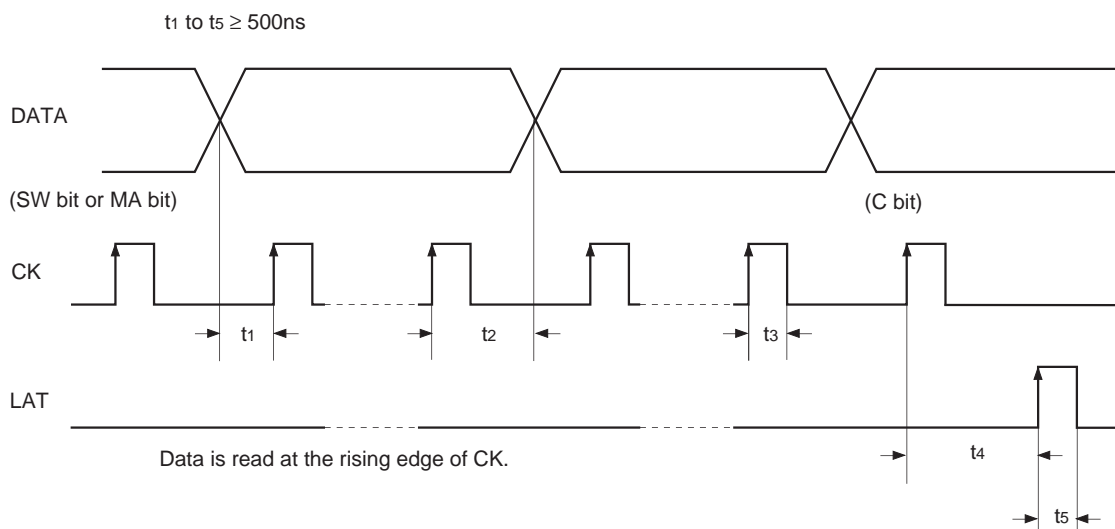 t1 to t5 ≥ 500ns
DATA
(SW bit or MA bit)
(C bit)
CK
t1
t2
t3
LAT
Data is read at the rising edge of CK.
t4
t5